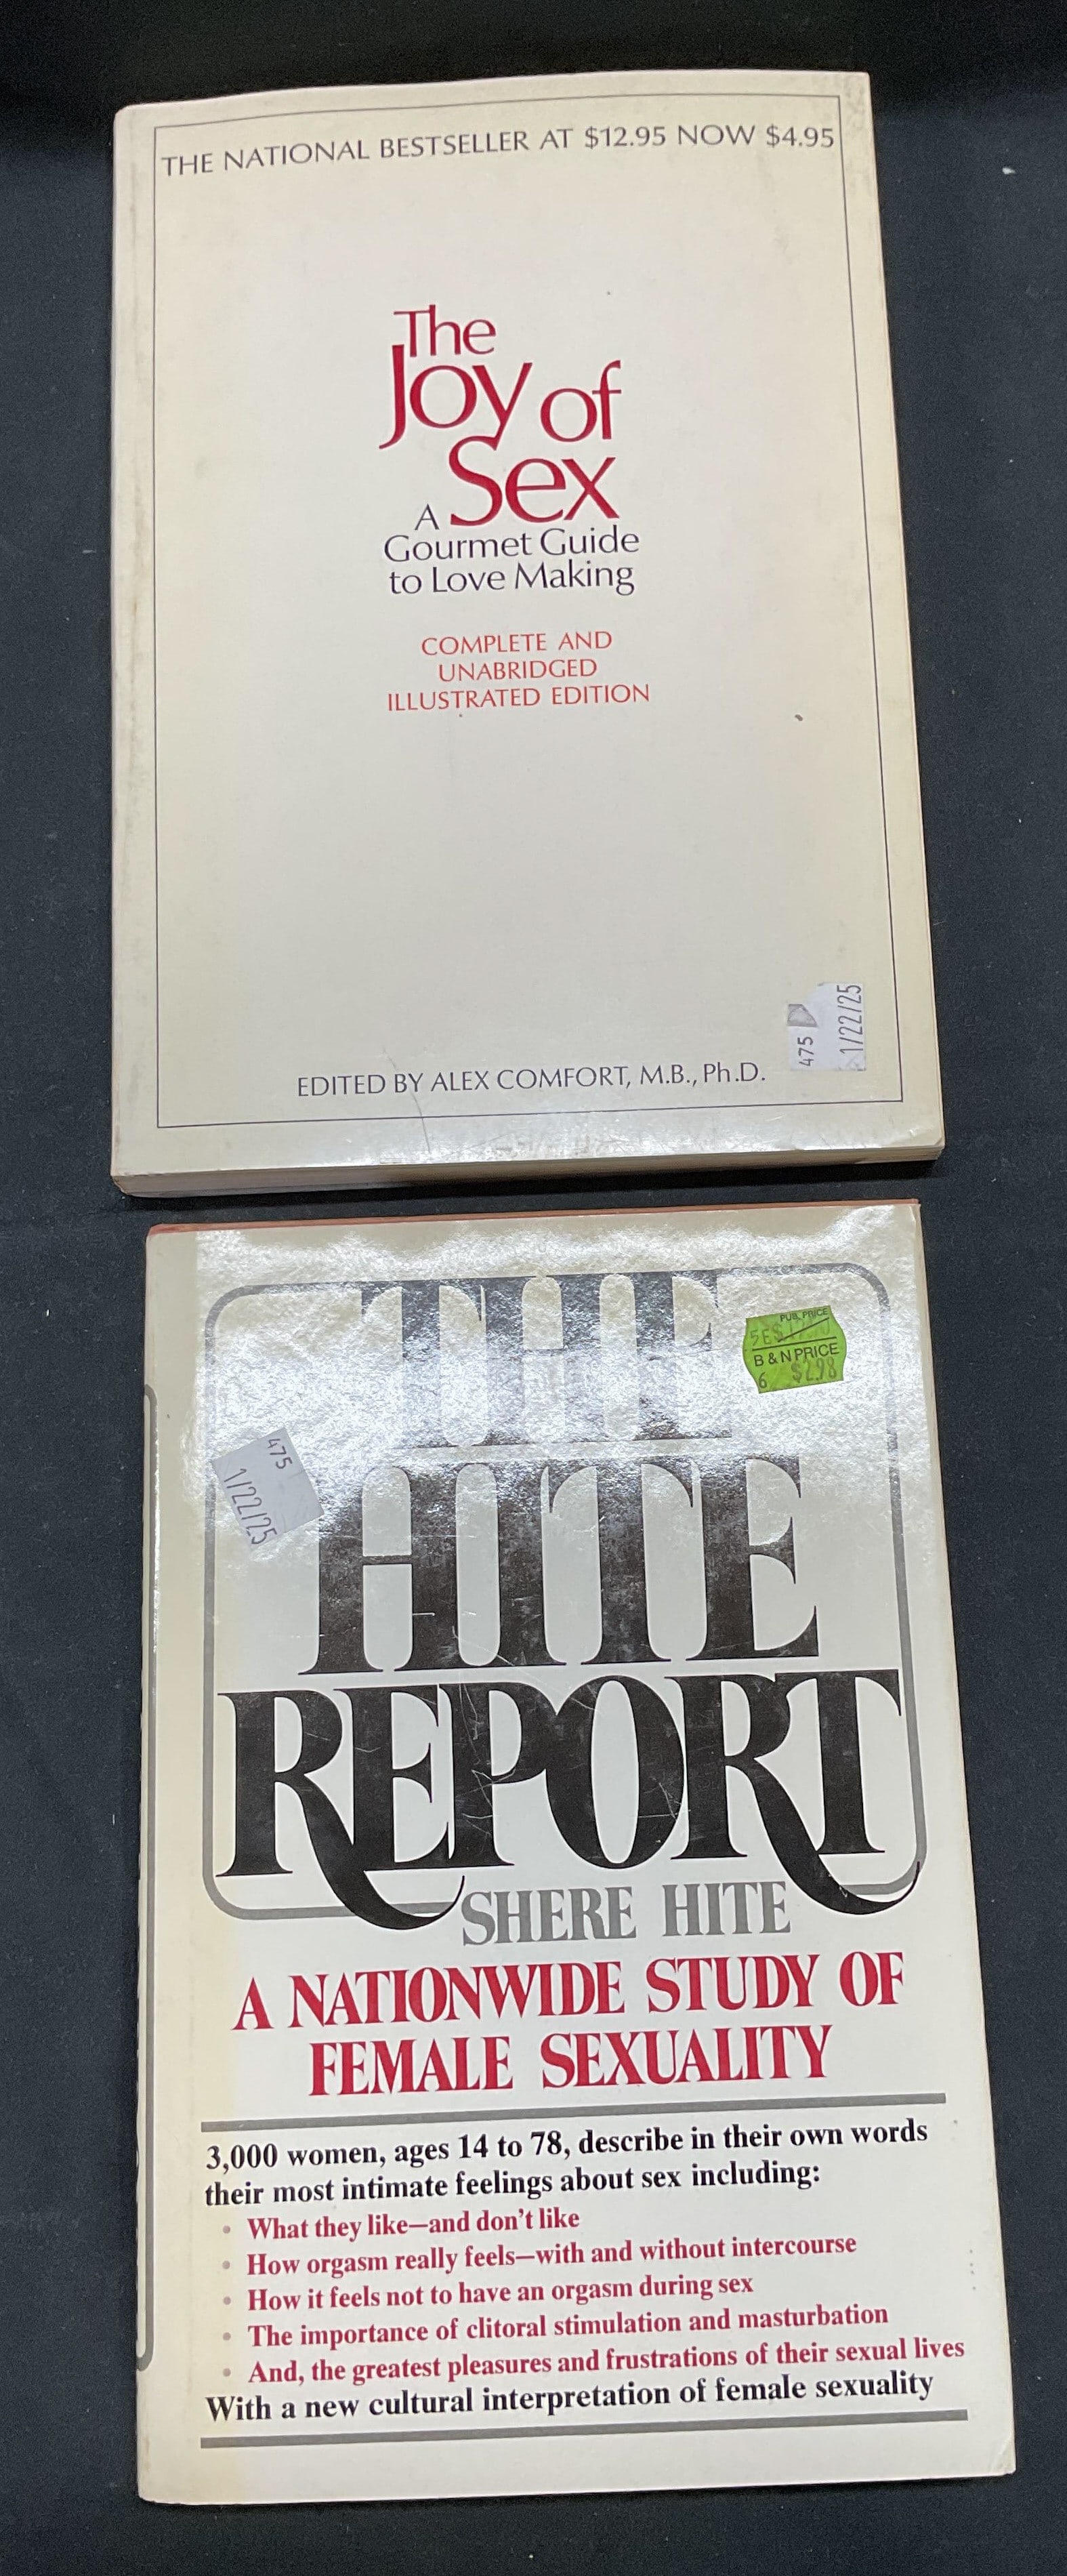 THE NATIONAL BESTSELLER AT $12.95 NOW $4.95
The
Joy of
Sex
A
Gourmet Guide
to Love Making
COMPLETE AND
UNABRIDGED
ILLUSTRATED EDITION
475
1/22/25
EDITED BY ALEX COMFORT, M.B., Ph.D.
THE
HITE
REPORT
PUB. PRICE
B & N PRICE
6 $2.98
475
1/22/25
SHERE HITE
A NATIONWIDE STUDY OF
FEMALE SEXUALITY
3,000 women, ages 14 to 78, describe in their own words
their most intimate feelings about sex including:
• What they like—and don't like
• How orgasm really feels—with and without intercourse
• How it feels not to have an orgasm during sex
• The importance of clitoral stimulation and masturbation
• And, the greatest pleasures and frustrations of their sexual lives
With a new cultural interpretation of female sexuality